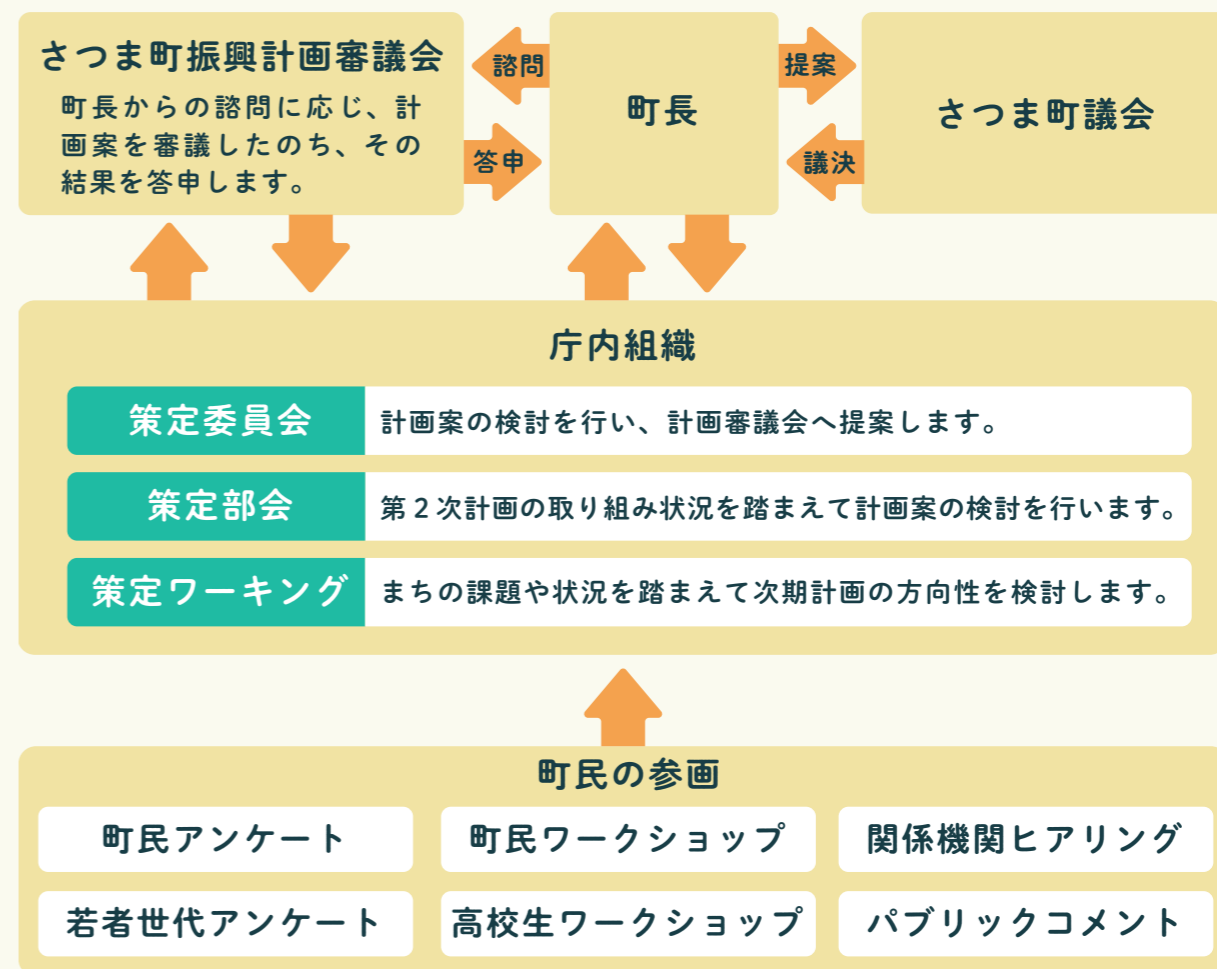 さつま町振興計画審議会
町長からの諮問に応じ、計
画案を審議したのち、その
結果を答申します。
諮問
答申
町長
提案
議決
さつま町議会
庁内組織
策定委員会 計画案の検討を行い、計画審議会へ提案します。
策定部会 第2次計画の取り組み状況を踏まえて計画案の検討を行います。
策定ワーキング まちの課題や状況を踏まえて次期計画の方向性を検討します。
町民の参画
町民アンケート 町民ワークショップ 関係機関ヒアリング
若者世代アンケート 高校生ワークショップ パブリックコメント